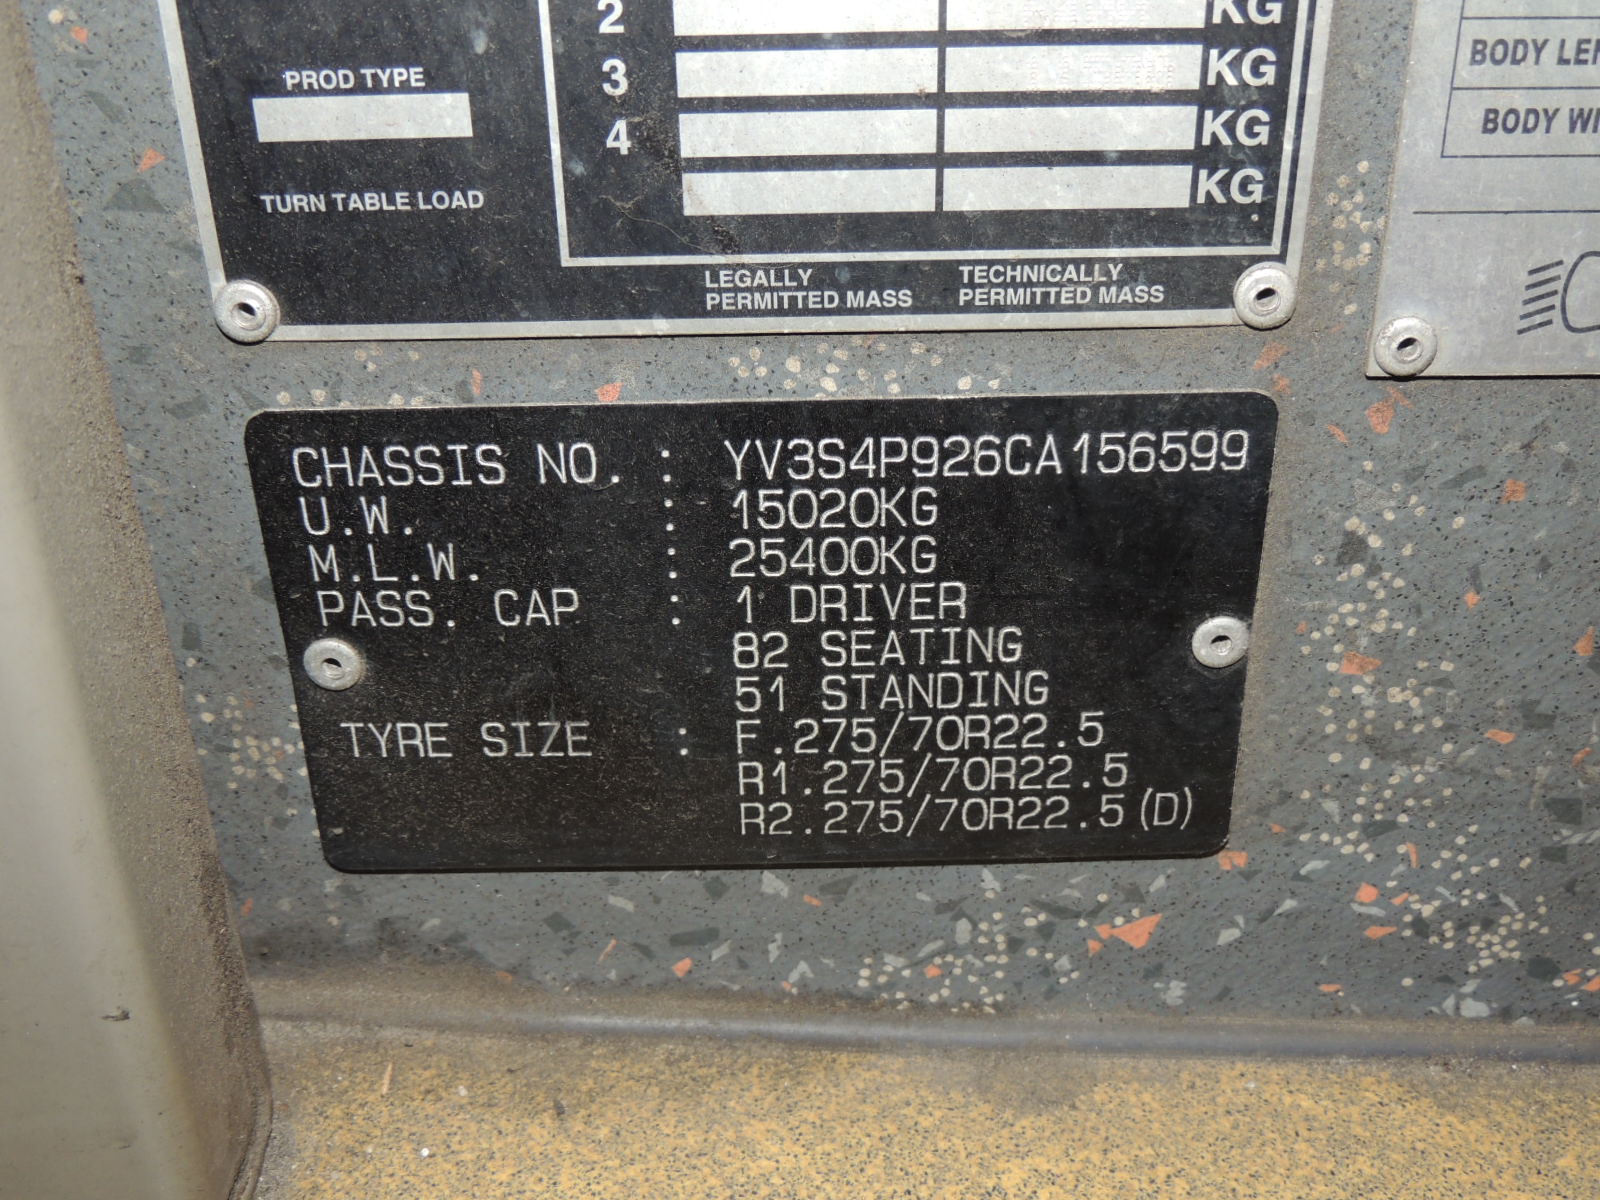 2 KG
PROD TYPE
3 KG
4 KG
KG
TURN TABLE LOAD
LEGALLY
PERMITTED MASS
TECHNICALLY
PERMITTED MASS
BODY LEN
BODY WI
CHASSIS NO. : YV3S4P926CA156599
U.W. : 15020KG
M.L.W. : 25400KG
PASS. CAP : 1 DRIVER
82 SEATING
51 STANDING
TYRE SIZE : F.275/70R22.5
R1.275/70R22.5
R2.275/70R22.5(D)